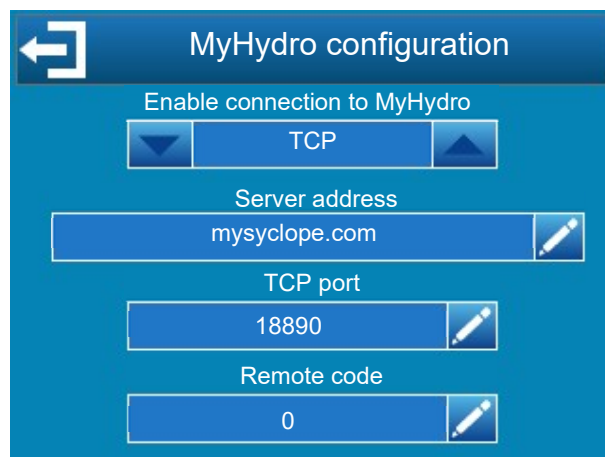 MyHydro configuration
Enable connection to MyHydro
TCP
Server address
mysyclope.com
TCP port
18890
Remote code
0